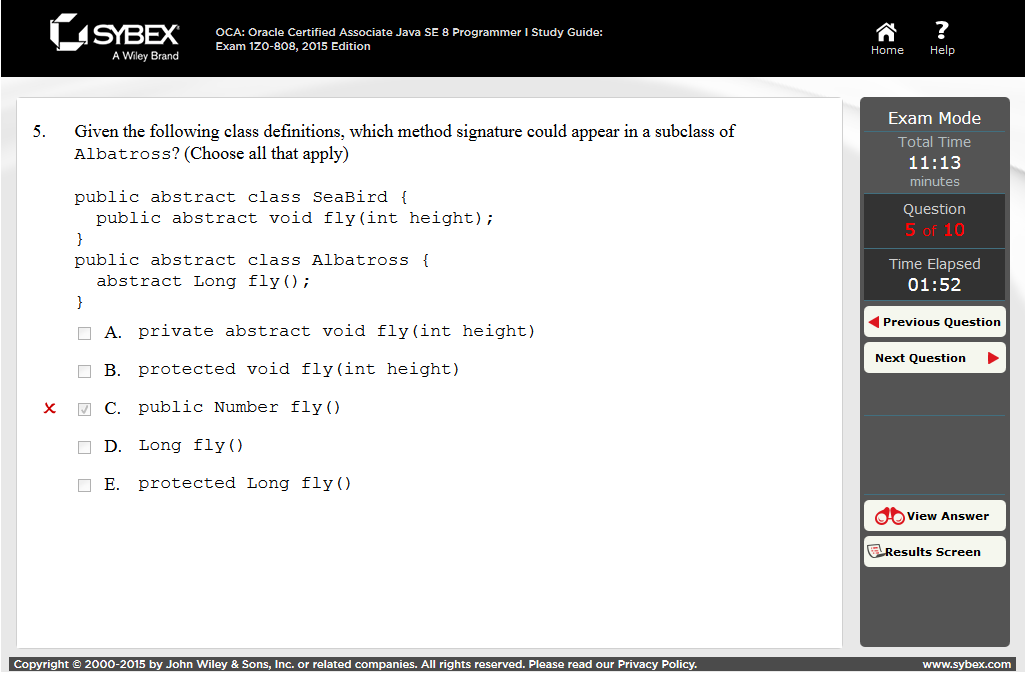 SYBEX
A Wiley Brand
OCA: Oracle Certified Associate Java SE 8 Programmer I Study Guide:
Exam 1Z0-808, 2015 Edition
Home
?
Help
5. Given the following class definitions, which method signature could appear in a subclass of
Albatross? (Choose all that apply)
public abstract class SeaBird {
  public abstract void fly(int height);
}
public abstract class Albatross {
  abstract Long fly();
}
A. private abstract void fly(int height)
B. protected void fly(int height)
C. public Number fly()
D. Long fly()
E. protected Long fly()
Exam Mode
Total Time
11:13
minutes
Question
5 of 10
Time Elapsed
01:52
Previous Question
Next Question
View Answer
Results Screen
Copyright © 2000-2015 by John Wiley & Sons, Inc. or related companies. All rights reserved. Please read our Privacy Policy.
www.sybex.com